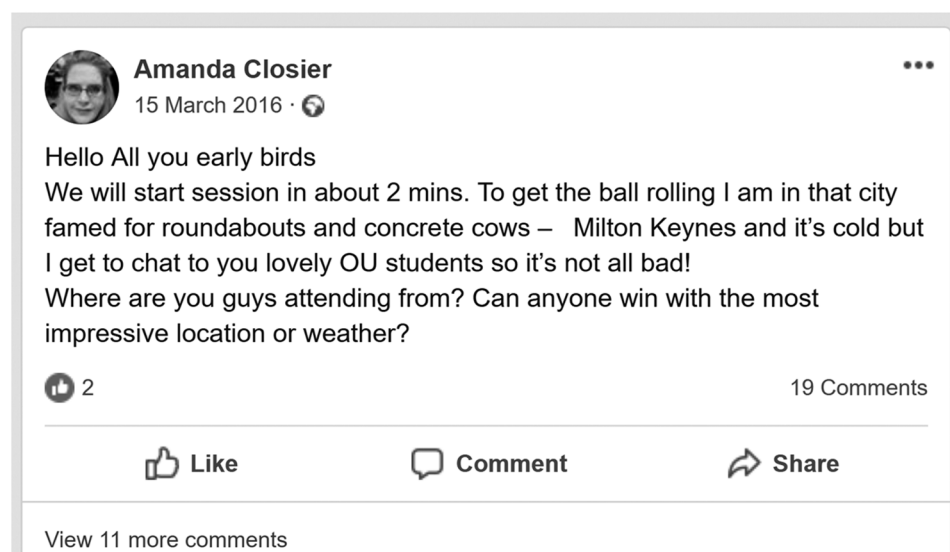 Amanda Closier
15 March 2016 ·
Hello All you early birds
We will start session in about 2 mins. To get the ball rolling I am in that city
famed for roundabouts and concrete cows – Milton Keynes and it’s cold but
I get to chat to you lovely OU students so it’s not all bad!
Where are you guys attending from? Can anyone win with the most
impressive location or weather?
2 19 Comments
Like Comment Share
View 11 more comments